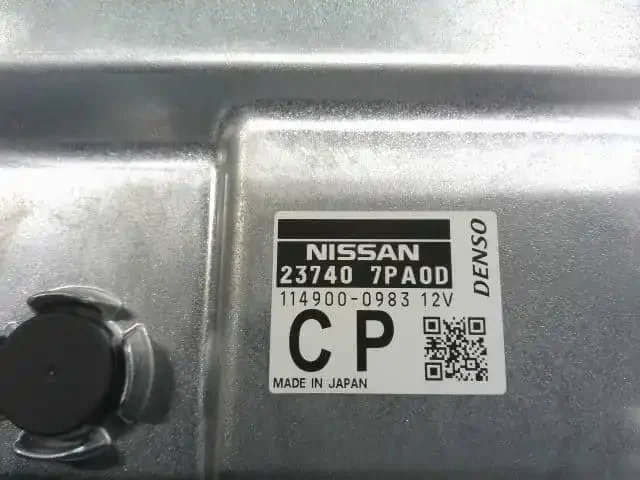 NISSAN
23740 7PA0D
114900-0983 12V
CP
MADE IN JAPAN
DENSO